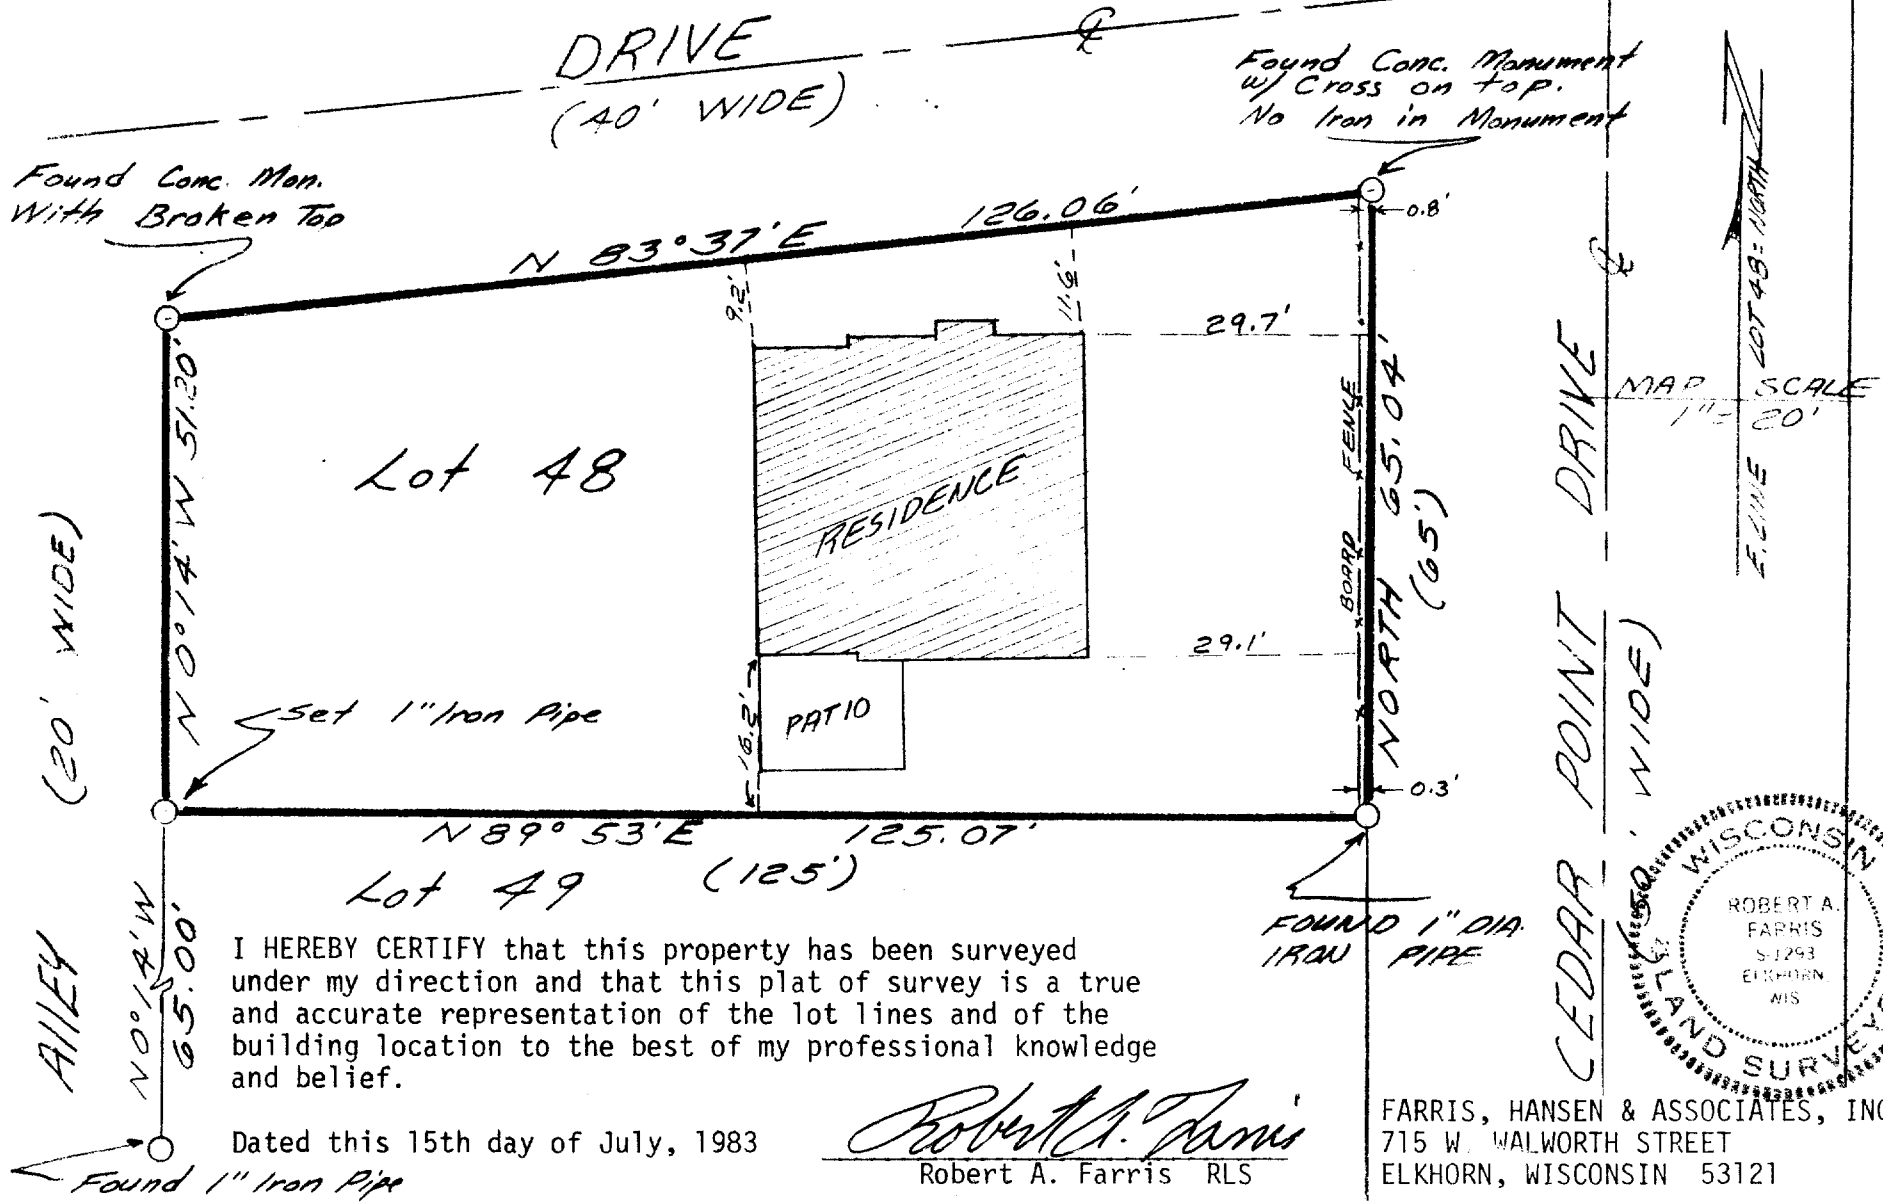 DRIVE
(40' WIDE)
Found Conc. Monument
w/ Cross on top.
No Iron in Monument
Found Conc. Mon.
With Broken Top
N 83° 37' E 126.06'
0.8'
9.2'
11.6'
29.7'
N 0° 14' W 51.20'
Lot 48
RESIDENCE
BOARD FENCE
NORTH 65.04'
(65')
E. LINE LOT 48 = NORTH
MAP SCALE
1" = 20'
29.1'
Set 1" Iron Pipe
PATIO
16.2'
0.3'
N 89° 53' E 125.07'
(125')
Lot 49
AllEY (20' WIDE)
N 0° 14' W
65.00'
FOUND 1" DIA.
IRON PIPE
CEDAR POINT DRIVE
(50' WIDE)
WISCONSIN
ROBERT A.
FARRIS
S-1293
ELKHORN,
WIS
LAND SURVEYO
I HEREBY CERTIFY that this property has been surveyed
under my direction and that this plat of survey is a true
and accurate representation of the lot lines and of the
building location to the best of my professional knowledge
and belief.
Dated this 15th day of July, 1983
Robert A. Farris
Robert A. Farris RLS
FARRIS, HANSEN & ASSOCIATES, INC
715 W. WALWORTH STREET
ELKHORN, WISCONSIN 53121
Found 1" Iron Pipe